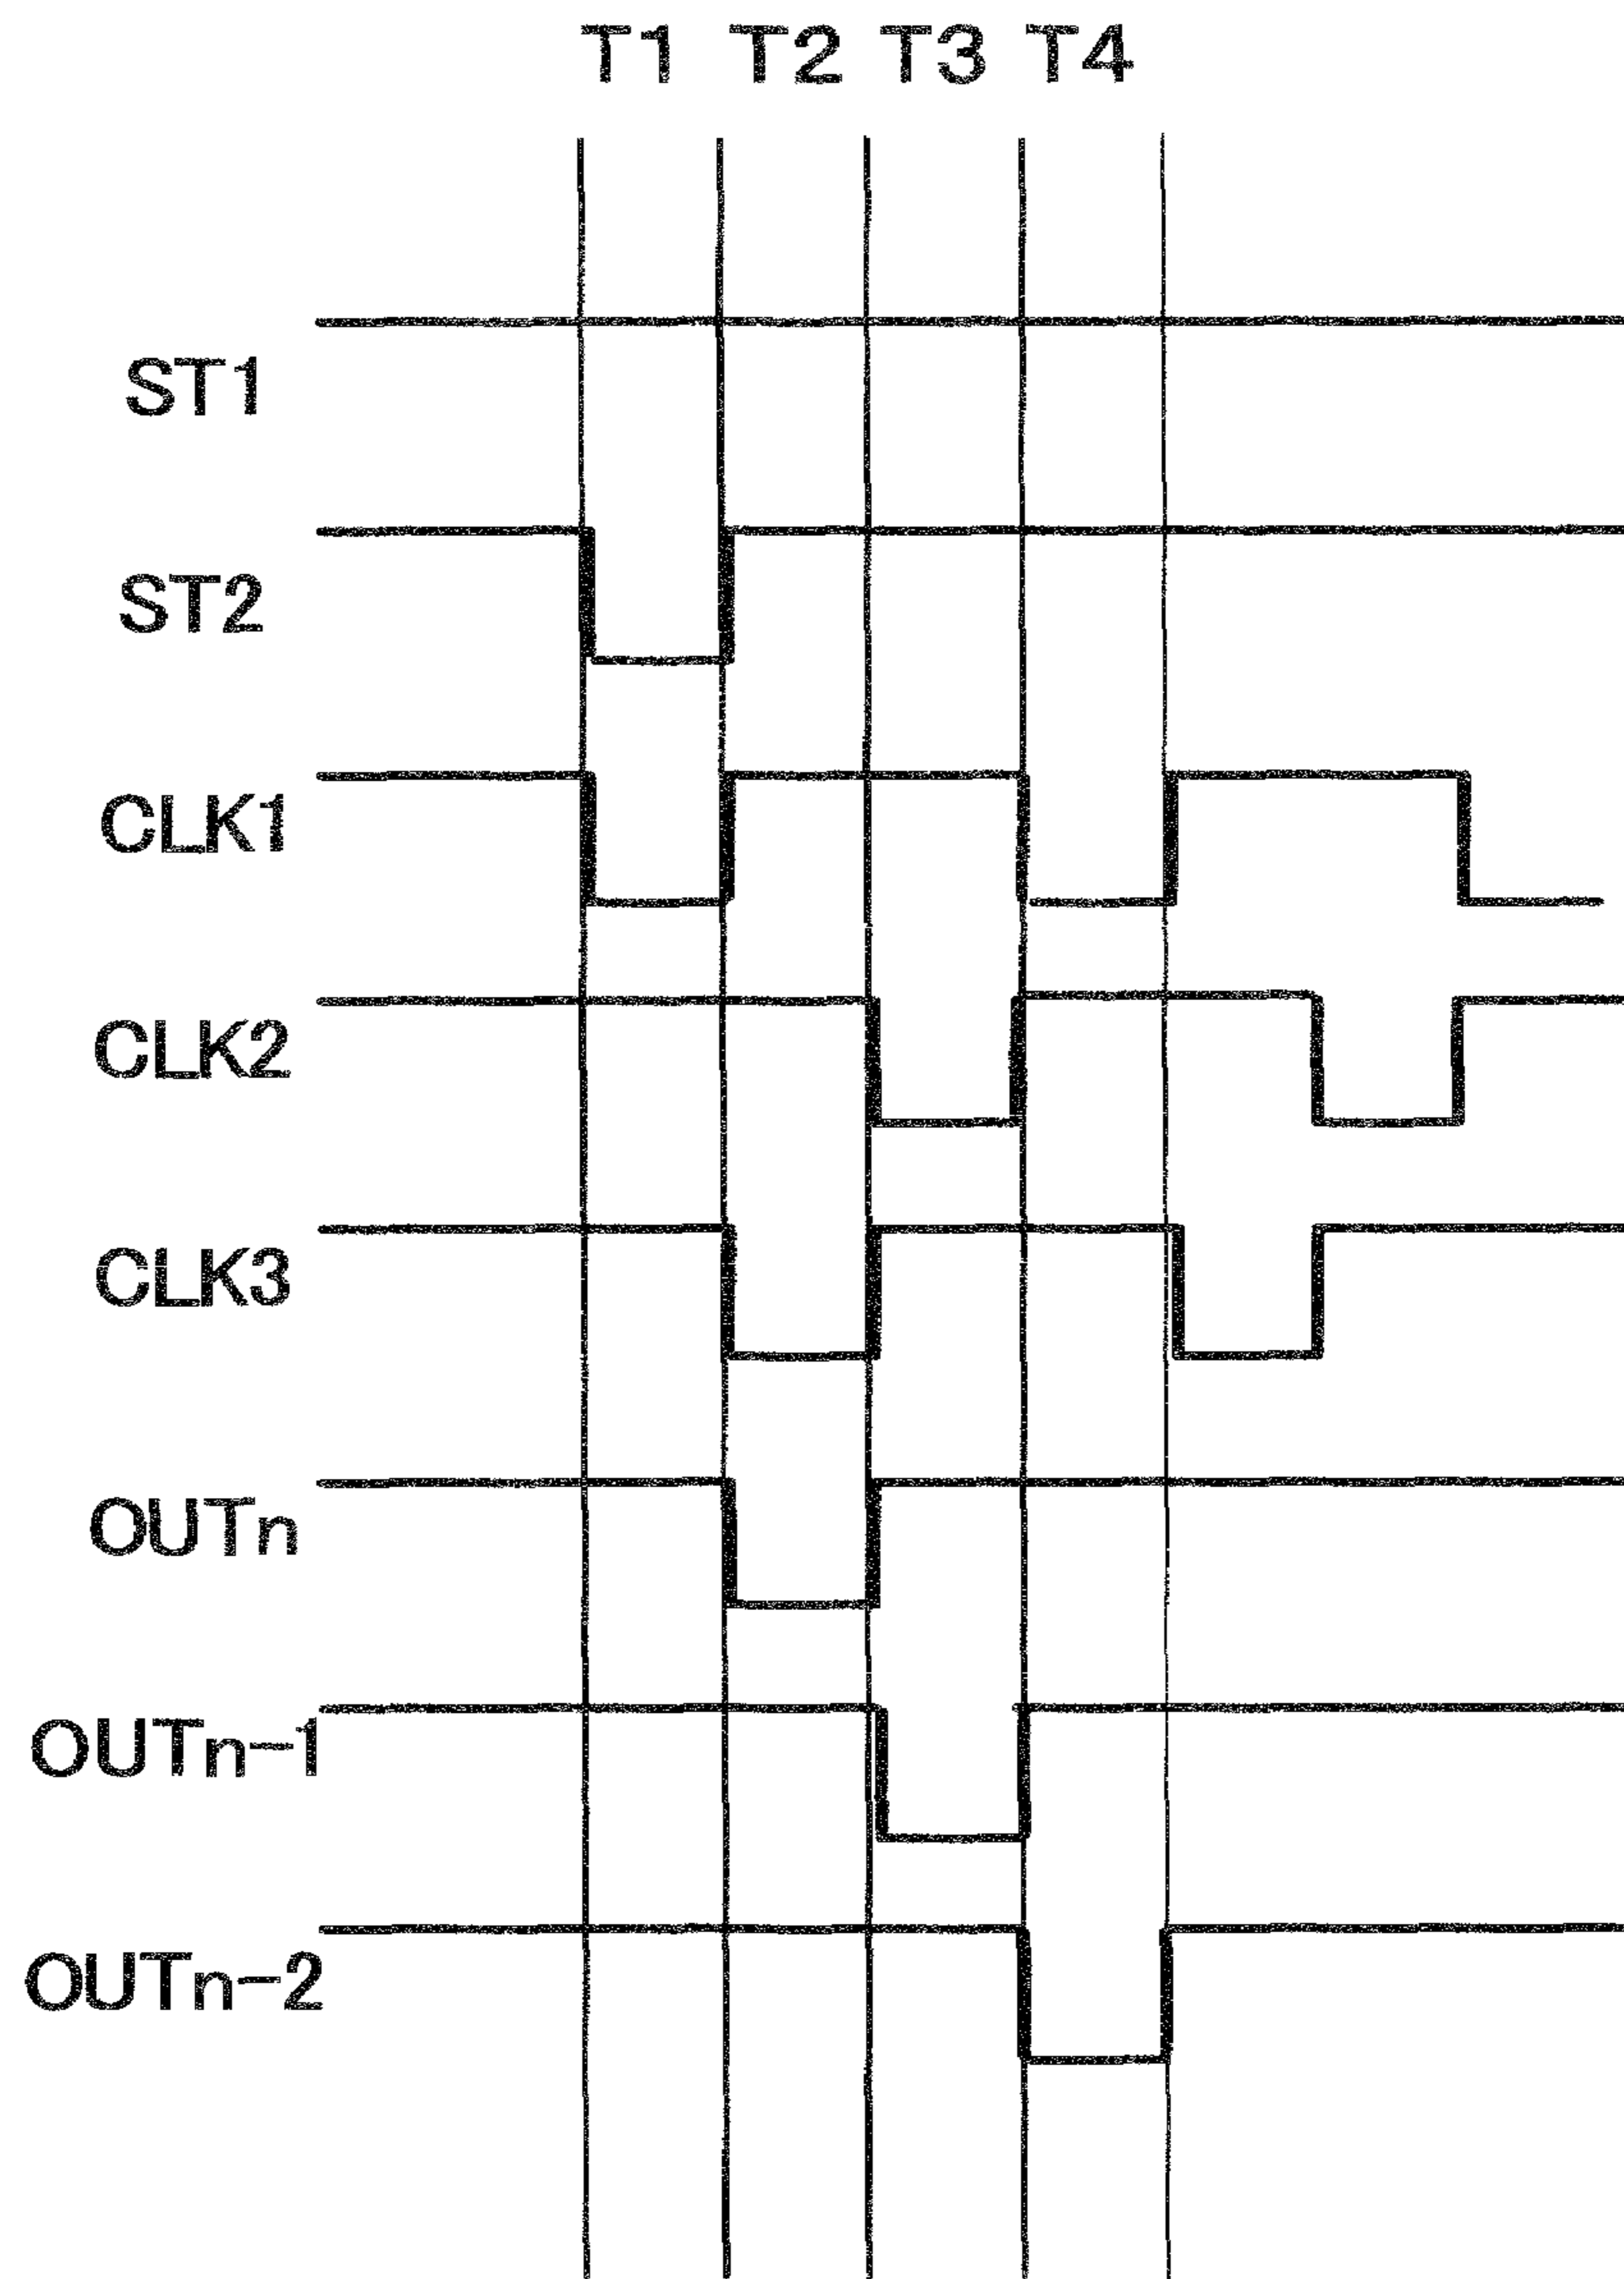 T1 T2 T3 T4
ST1
ST2
CLK1
CLK2
CLK3
OUTn
OUTn-1
OUTn-2